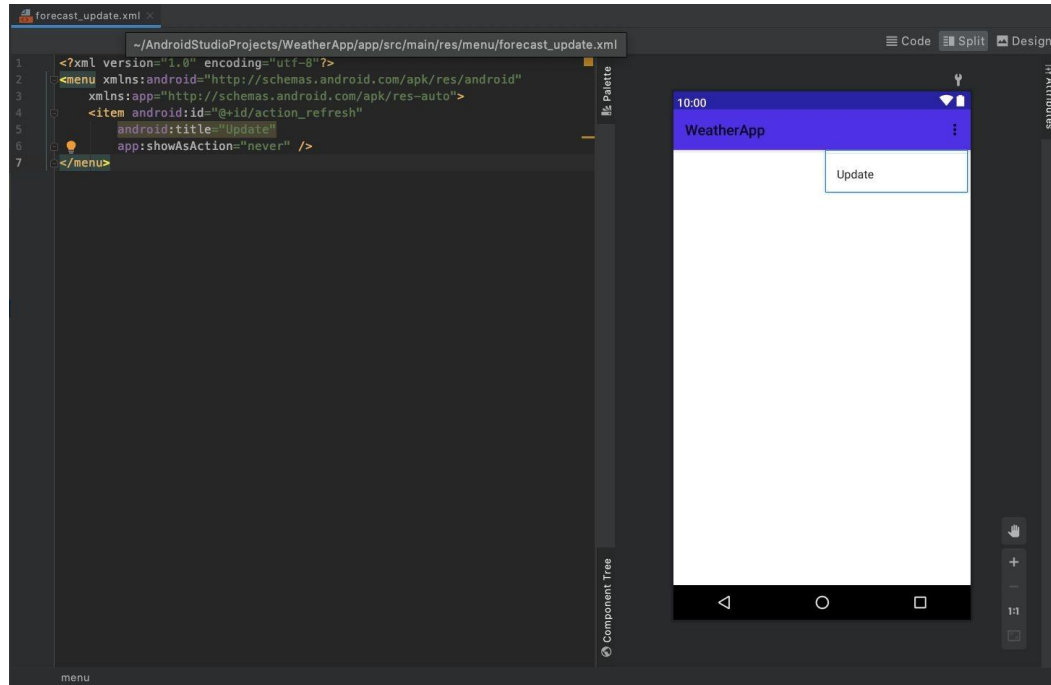 forecast_update.xml
~/AndroidStudioProjects/WeatherApp/app/src/main/res/menu/forecast_update.xml
Code Split Design
1 <?xml version="1.0" encoding="utf-8"?>
2 <menu xmlns:android="http://schemas.android.com/apk/res/android"
3 xmlns:app="http://schemas.android.com/apk/res-auto">
4 <item android:id="@+id/action_refresh"
5 android:title="Update"
6 app:showAsAction="never" />
7 </menu>
Palette
Component Tree
10:00
WeatherApp
Update
Attributes
1:1
menu